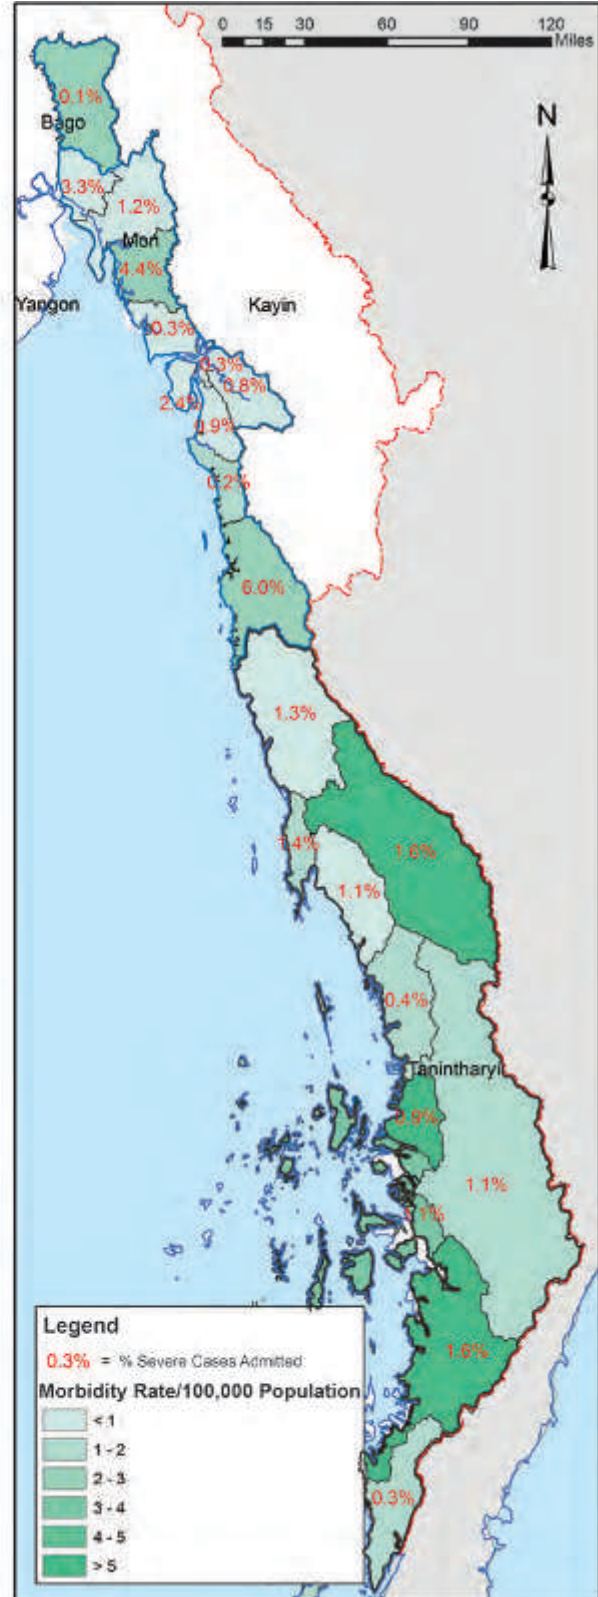 0 15 30 60 90 120
Miles
N
0.1%
Bago
3.3%
1.2%
Mon
4.4%
Yangon
Kayin
0.3%
0.3%
0.8%
2.4%
0.9%
0.2%
6.0%
1.3%
1.4%
1.6%
1.1%
0.4%
Tanintharyi
0.9%
1.1%
1.6%
0.3%
Legend
0.3% = % Severe Cases Admitted
Morbidity Rate/100,000 Population
< 1
1 - 2
2 - 3
3 - 4
4 - 5
> 5